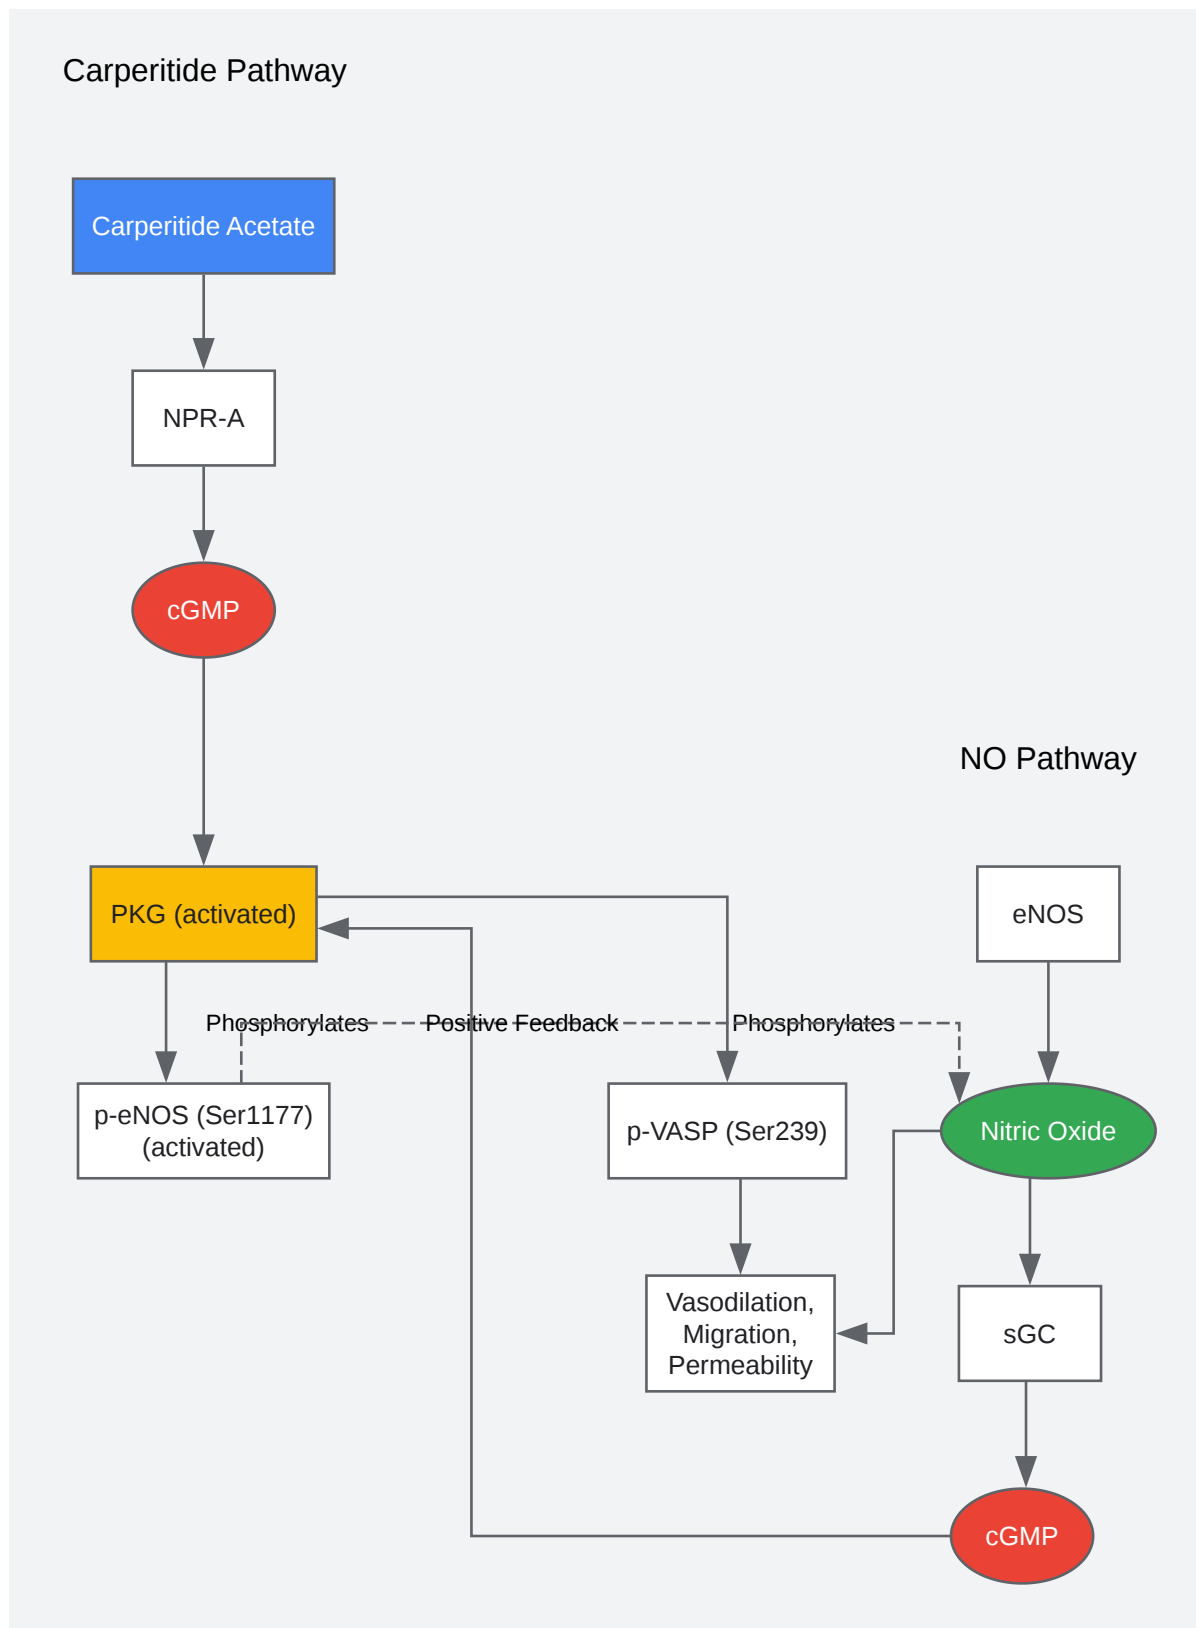 Carperitide Pathway
Carperitide Acetate
NPR-A
cGMP
NO Pathway
PKG (activated)
eNOS
Phosphorylates
Positive Feedback
Phosphorylates
p-eNOS (Ser1177)
(activated)
p-VASP (Ser239)
Nitric Oxide
Vasodilation,
Migration,
Permeability
sGC
cGMP